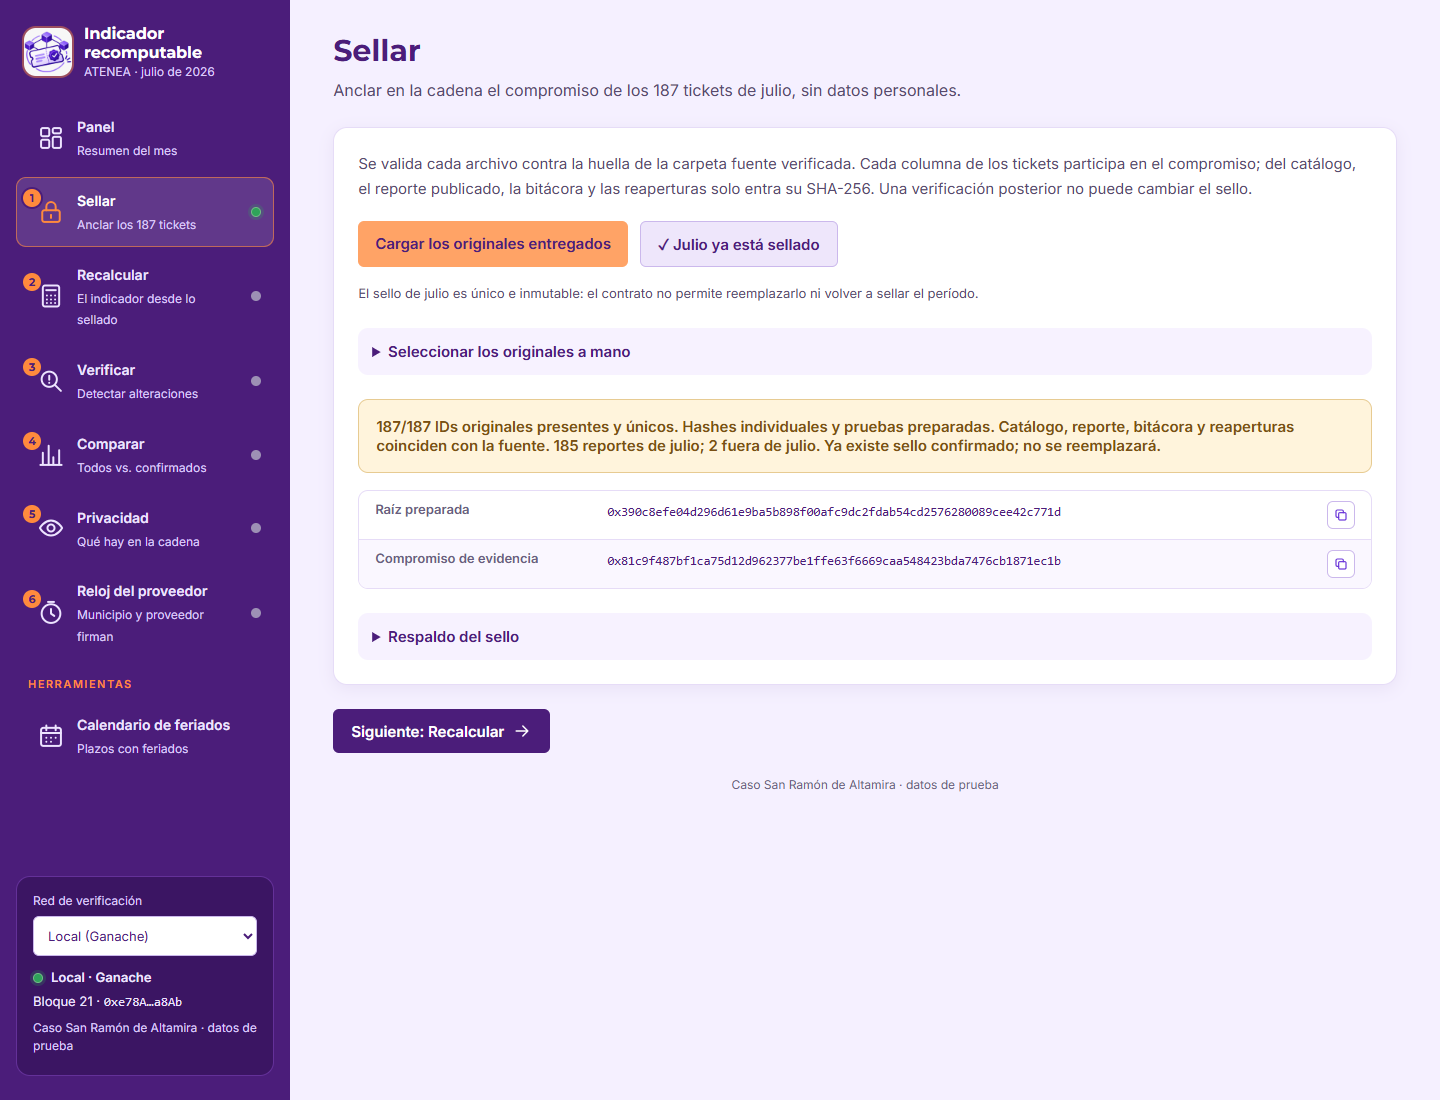 Indicador
recomputable
ATENEA · julio de 2026
Panel
Resumen del mes
1
Sellar
Anclar los 187 tickets
2
Recalcular
El indicador desde lo
sellado
3
Verificar
Detectar alteraciones
4
Comparar
Todos vs. confirmados
5
Privacidad
Qué hay en la cadena
6
Reloj del proveedor
Municipio y proveedor
firman
HERRAMIENTAS
Calendario de feriados
Plazos con feriados
Red de verificación
Local (Ganache)
Local · Ganache
Bloque 21 · 0xe78A…a8Ab
Caso San Ramón de Altamira · datos de
prueba
Sellar
Anclar en la cadena el compromiso de los 187 tickets de julio, sin datos personales.
Se valida cada archivo contra la huella de la carpeta fuente verificada. Cada columna de los tickets participa en el compromiso; del catálogo,
el reporte publicado, la bitácora y las reaperturas solo entra su SHA-256. Una verificación posterior no puede cambiar el sello.
Cargar los originales entregados
✓ Julio ya está sellado
El sello de julio es único e inmutable: el contrato no permite reemplazarlo ni volver a sellar el período.
▶ Seleccionar los originales a mano
187/187 IDs originales presentes y únicos. Hashes individuales y pruebas preparadas. Catálogo, reporte, bitácora y reaperturas
coinciden con la fuente. 185 reportes de julio; 2 fuera de julio. Ya existe sello confirmado; no se reemplazará.
Raíz preparada 0x390c8efe04d296d61e9ba5b898f00afc9dc2fdab54cd2576280089cee42c771d
Compromiso de evidencia 0x81c9f487bf1ca75d12d962377be1ffe63f6669caa548423bda7476cb1871ec1b
▶ Respaldo del sello
Siguiente: Recalcular →
Caso San Ramón de Altamira · datos de prueba